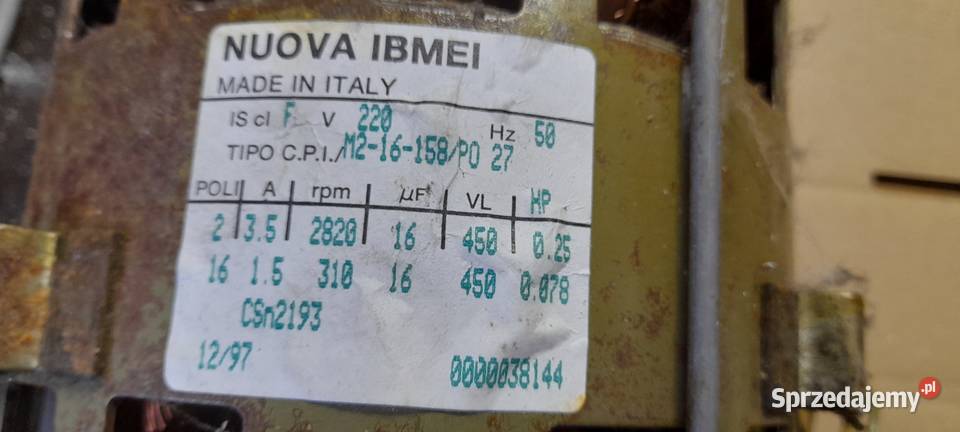 NUOVA IBMEI
MADE IN ITALY
IS cl F V 220 Hz 50
TIPO C.P.I./M2-16-158/PO 27
POLI A rpm µF VL HP
2 3.5 2820 16 450 0.25
16 1.5 310 16 450 0.078
CSn2193
12/97 0000038144
Sprzedajemy.pl